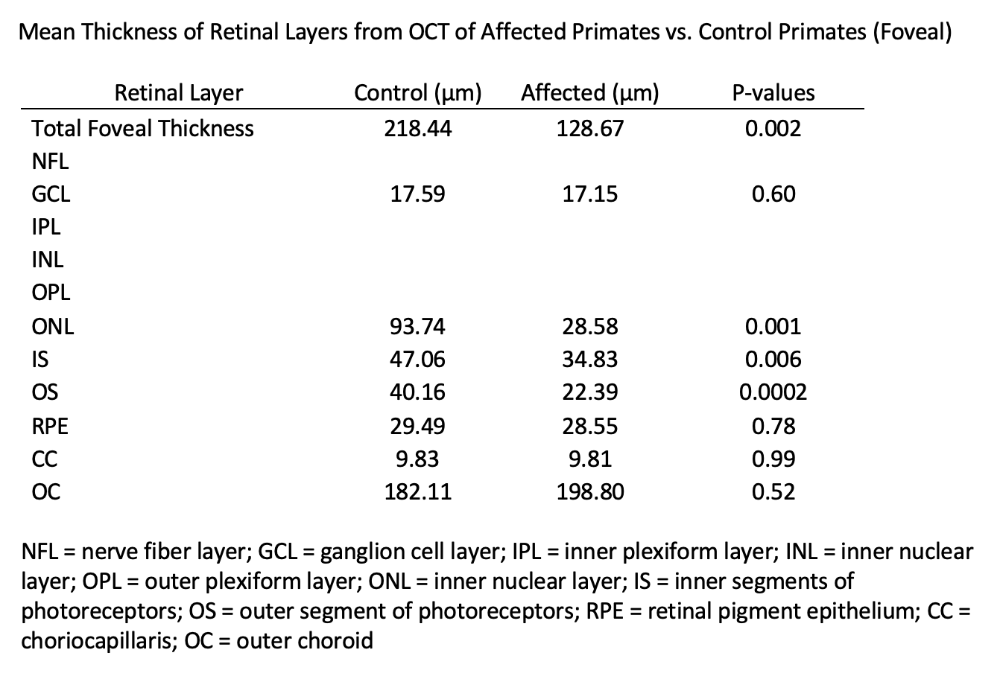 Mean Thickness of Retinal Layers from OCT of Affected Primates vs. Control Primates (Foveal)
Retinal Layer Control (µm) Affected (µm) P-values
Total Foveal Thickness 218.44 128.67 0.002
NFL
GCL 17.59 17.15 0.60
IPL
INL
OPL
ONL 93.74 28.58 0.001
IS 47.06 34.83 0.006
OS 40.16 22.39 0.0002
RPE 29.49 28.55 0.78
CC 9.83 9.81 0.99
OC 182.11 198.80 0.52
NFL = nerve fiber layer; GCL = ganglion cell layer; IPL = inner plexiform layer; INL = inner nuclear
layer; OPL = outer plexiform layer; ONL = inner nuclear layer; IS = inner segments of
photoreceptors; OS = outer segment of photoreceptors; RPE = retinal pigment epithelium; CC =
choriocapillaris; OC = outer choroid